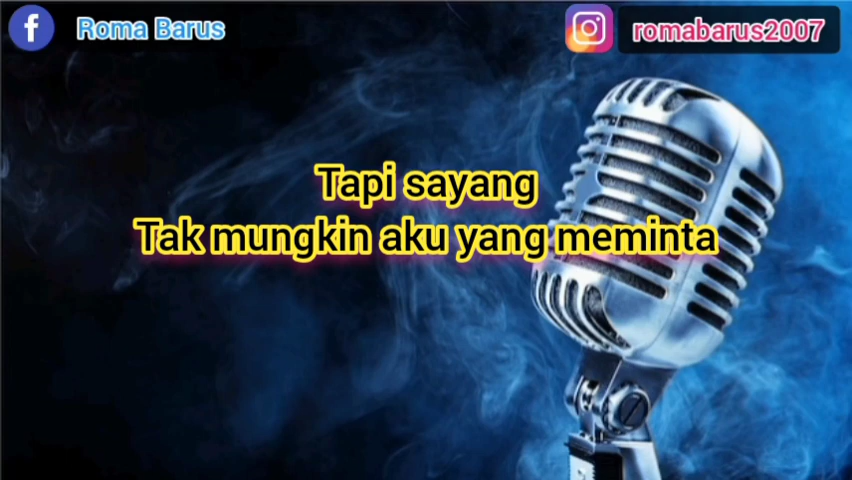 Roma Barus
romabarus2007
Tapi sayang
Tak mungkin aku yang meminta